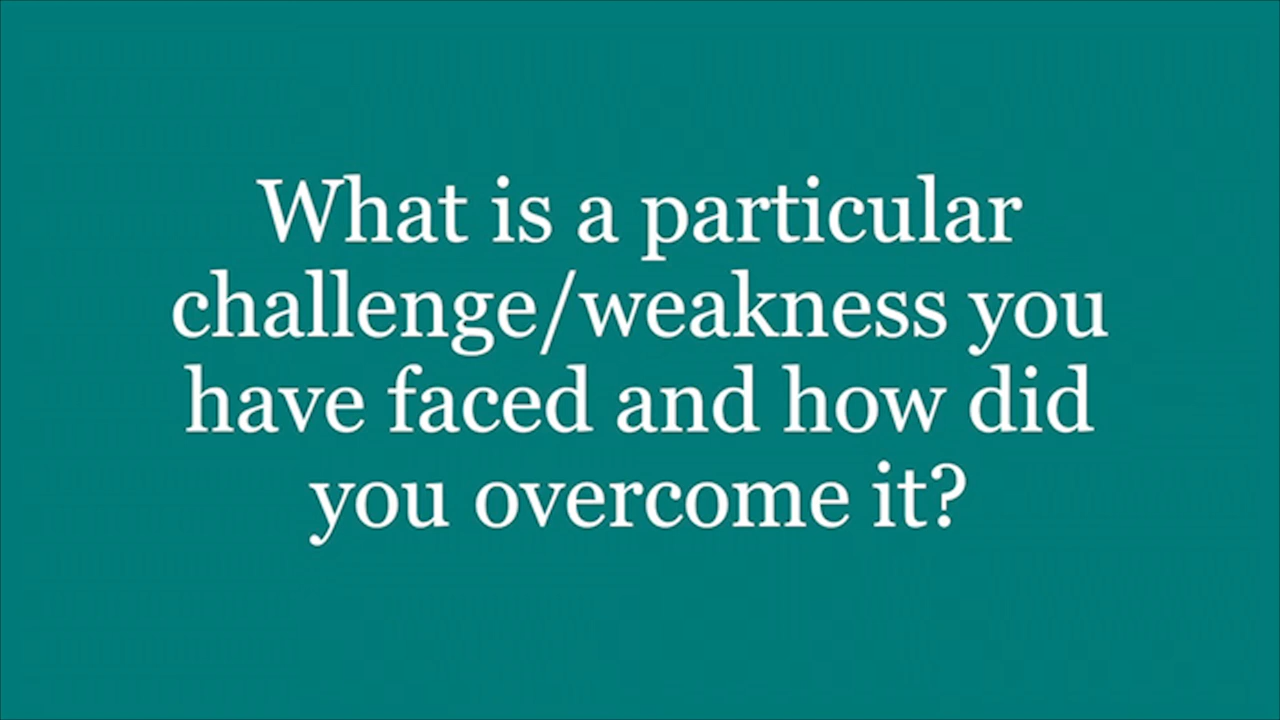 What is a particular
challenge/weakness you
have faced and how did
you overcome it?